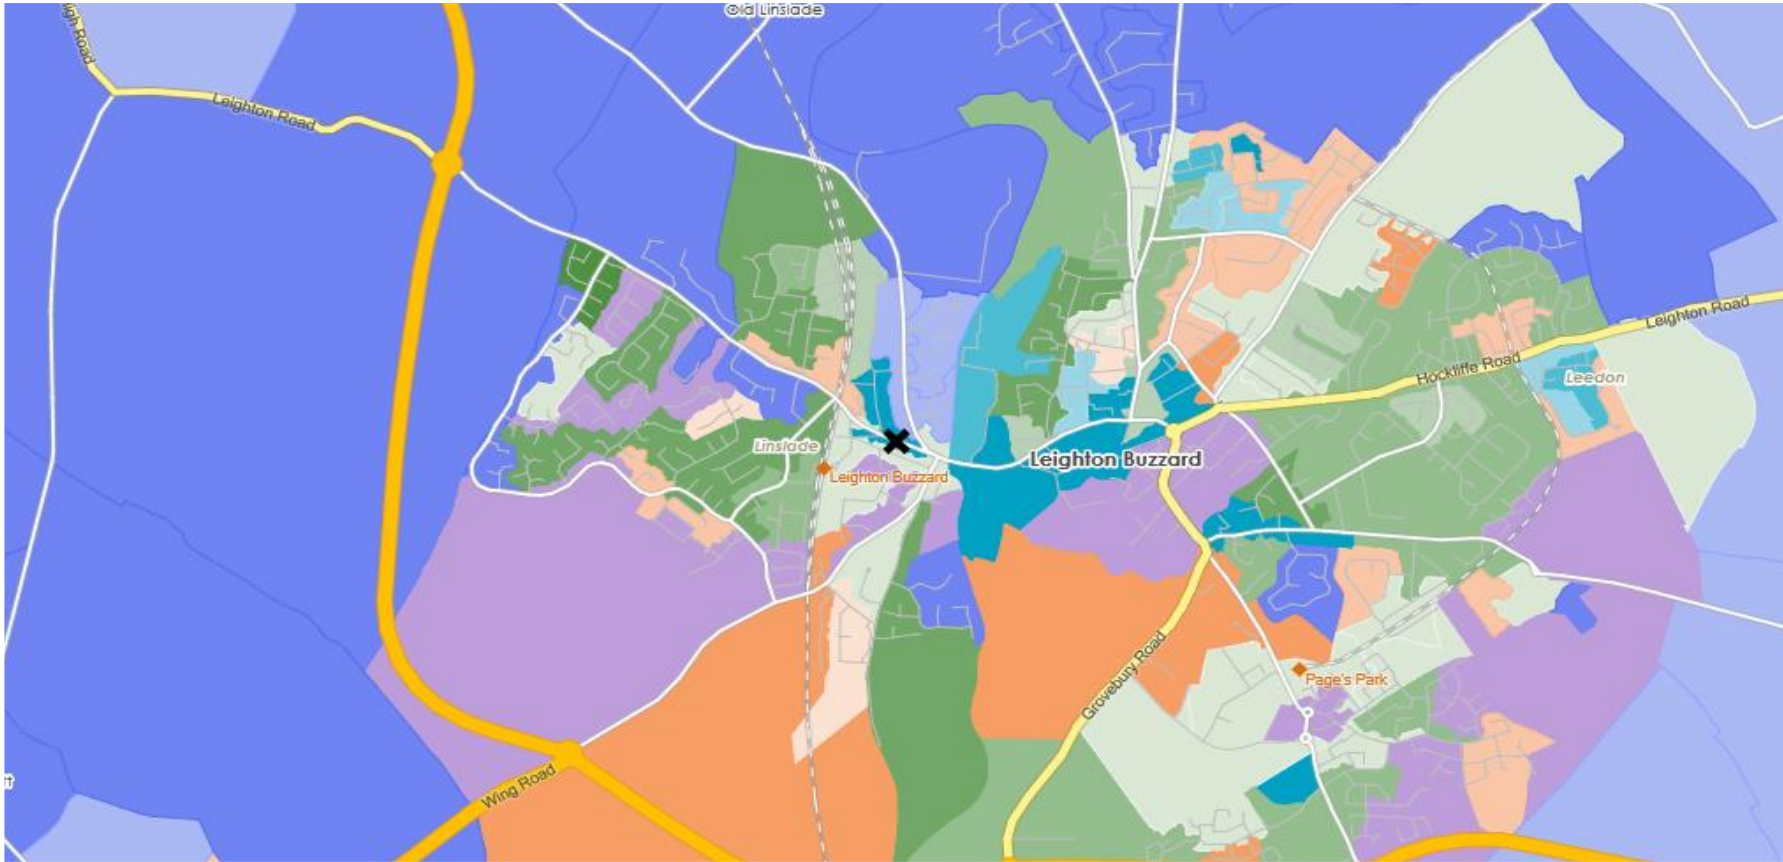 Old Linslade
Leighton Road
Leighton Road
Hockliffe Road
Leedon
Linslade
Leighton Buzzard
Leighton Buzzard
Grovebury Road
Page's Park
Wing Road